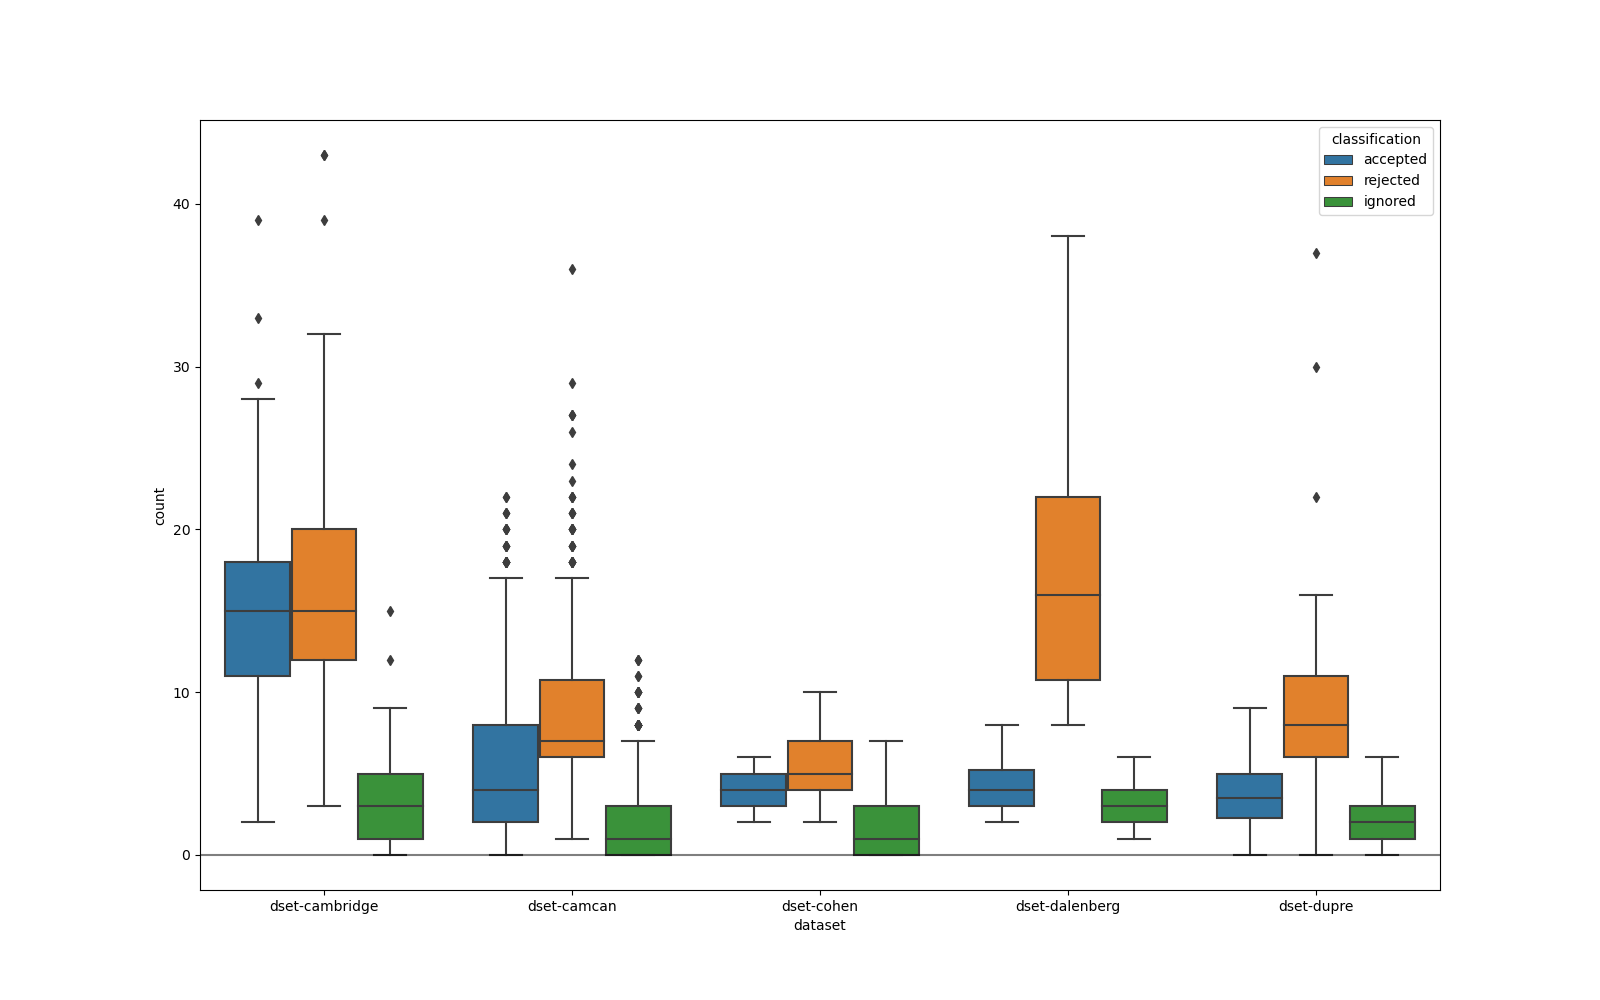 classification
accepted
rejected
ignored
count
40
30
20
10
0
dset-cambridge dset-camcan dset-cohen dset-dalenberg dset-dupre
dataset